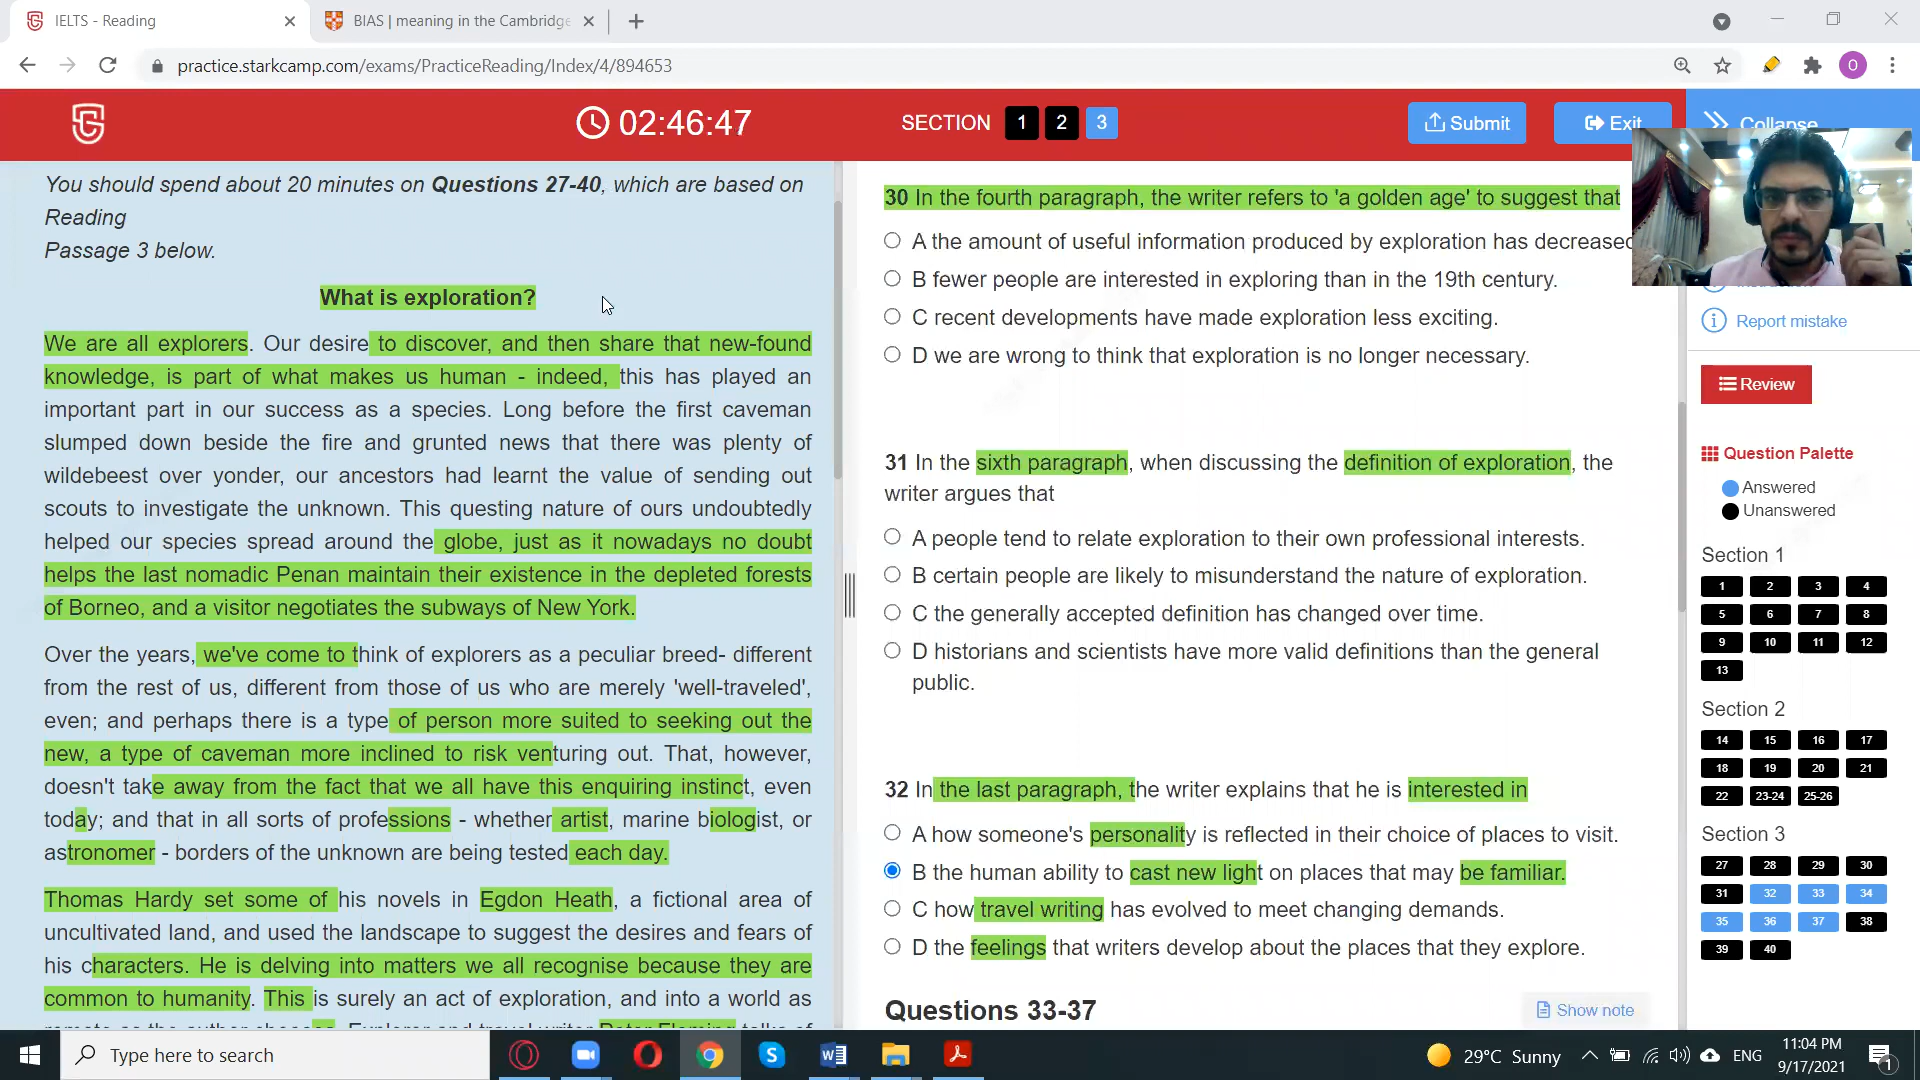 IELTS - Reading
BIAS | meaning in the Cambridge
practice.starkcamp.com/exams/PracticeReading/Index/4/894653
O
02:46:47
SECTION 1 2 3
Submit
Exit
Collapse
You should spend about 20 minutes on Questions 27-40, which are based on
Reading
Passage 3 below.
What is exploration?
We are all explorers. Our desire to discover, and then share that new-found
knowledge, is part of what makes us human - indeed, this has played an
important part in our success as a species. Long before the first caveman
slumped down beside the fire and grunted news that there was plenty of
wildebeest over yonder, our ancestors had learnt the value of sending out
scouts to investigate the unknown. This questing nature of ours undoubtedly
helped our species spread around the globe, just as it nowadays no doubt
helps the last nomadic Penan maintain their existence in the depleted forests
of Borneo, and a visitor negotiates the subways of New York.
Over the years, we've come to think of explorers as a peculiar breed- different
from the rest of us, different from those of us who are merely 'well-traveled',
even; and perhaps there is a type of person more suited to seeking out the
new, a type of caveman more inclined to risk venturing out. That, however,
doesn't take away from the fact that we all have this enquiring instinct, even
today; and that in all sorts of professions - whether artist, marine biologist, or
astronomer - borders of the unknown are being tested each day.
Thomas Hardy set some of his novels in Egdon Heath, a fictional area of
uncultivated land, and used the landscape to suggest the desires and fears of
his characters. He is delving into matters we all recognise because they are
common to humanity. This is surely an act of exploration, and into a world as
30 In the fourth paragraph, the writer refers to 'a golden age' to suggest that
A the amount of useful information produced by exploration has decreased
B fewer people are interested in exploring than in the 19th century.
C recent developments have made exploration less exciting.
D we are wrong to think that exploration is no longer necessary.
31 In the sixth paragraph, when discussing the definition of exploration, the
writer argues that
A people tend to relate exploration to their own professional interests.
B certain people are likely to misunderstand the nature of exploration.
C the generally accepted definition has changed over time.
D historians and scientists have more valid definitions than the general
public.
32 In the last paragraph, the writer explains that he is interested in
A how someone's personality is reflected in their choice of places to visit.
B the human ability to cast new light on places that may be familiar.
C how travel writing has evolved to meet changing demands.
D the feelings that writers develop about the places that they explore.
Questions 33-37
Show note
Report mistake
Review
Question Palette
Answered
Unanswered
Section 1
1 2 3 4
5 6 7 8
9 10 11 12
13
Section 2
14 15 16 17
18 19 20 21
22 23-24 25-26
Section 3
27 28 29 30
31 32 33 34
35 36 37 38
39 40
Type here to search
29°C Sunny
ENG
11:04 PM
9/17/2021
1